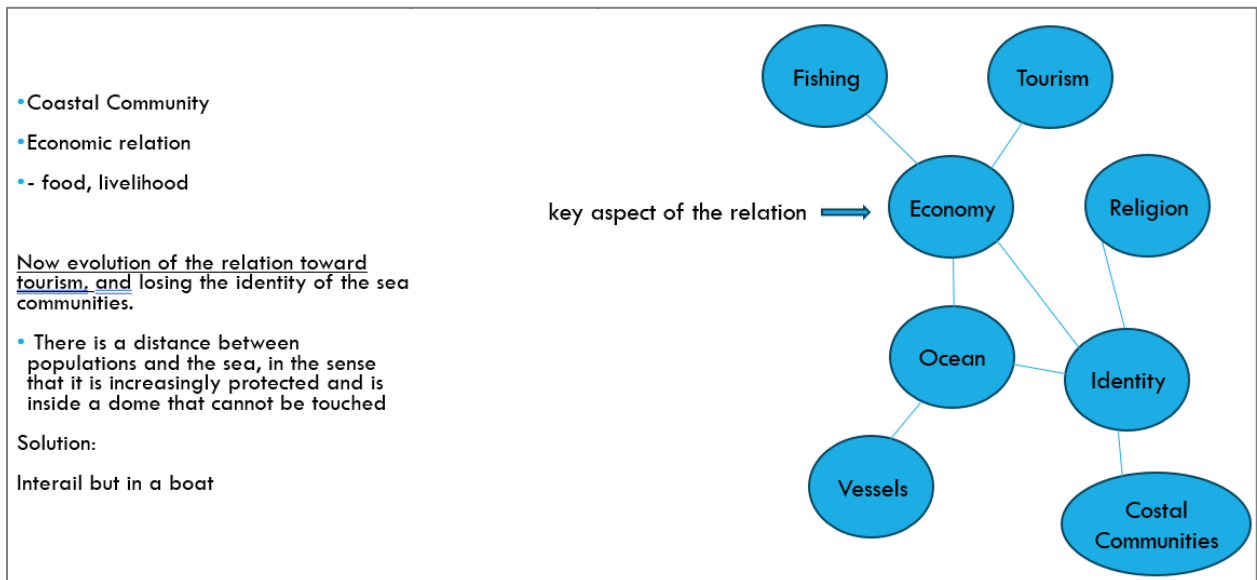 •Coastal Community
•Economic relation
•- food, livelihood
Now evolution of the relation toward
tourism, and losing the identity of the sea
communities.
• There is a distance between
populations and the sea, in the sense
that it is increasingly protected and is
inside a dome that cannot be touched
Solution:
Interail but in a boat
Fishing
Tourism
key aspect of the relation
Economy
Religion
Ocean
Identity
Vessels
Costal
Communities